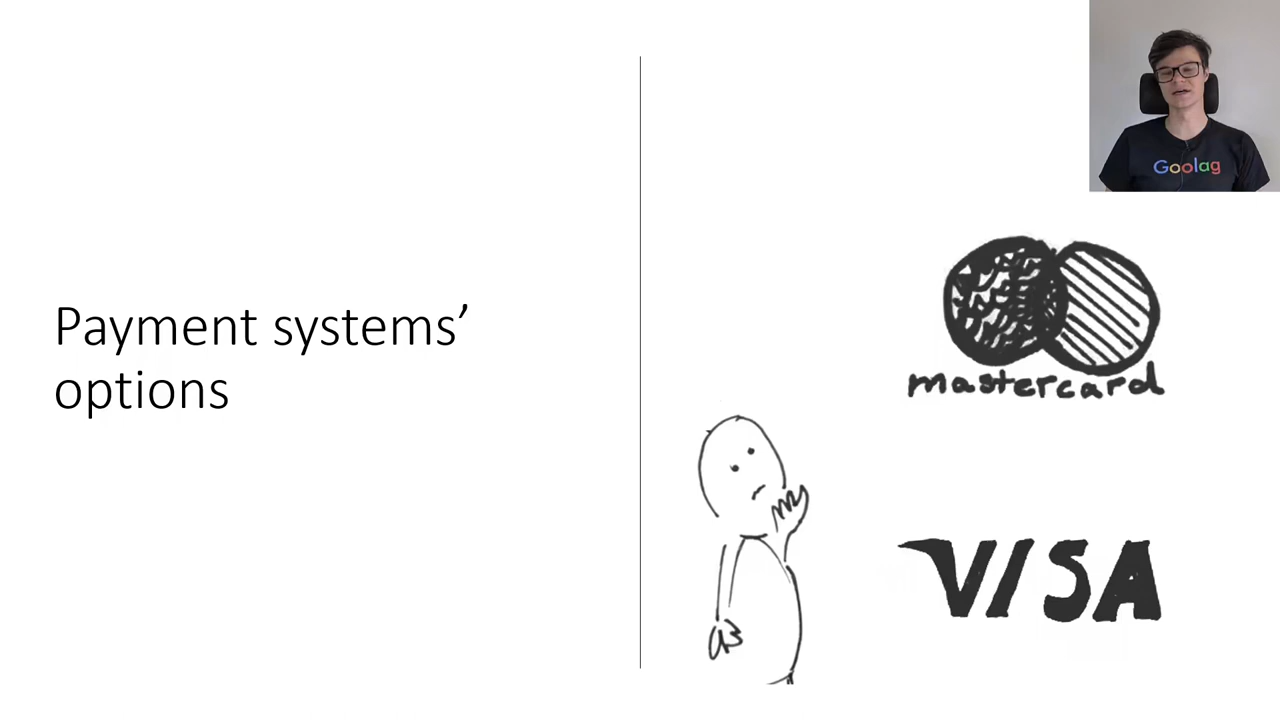 Payment systems’
options
Goolag
mastercard
VISA